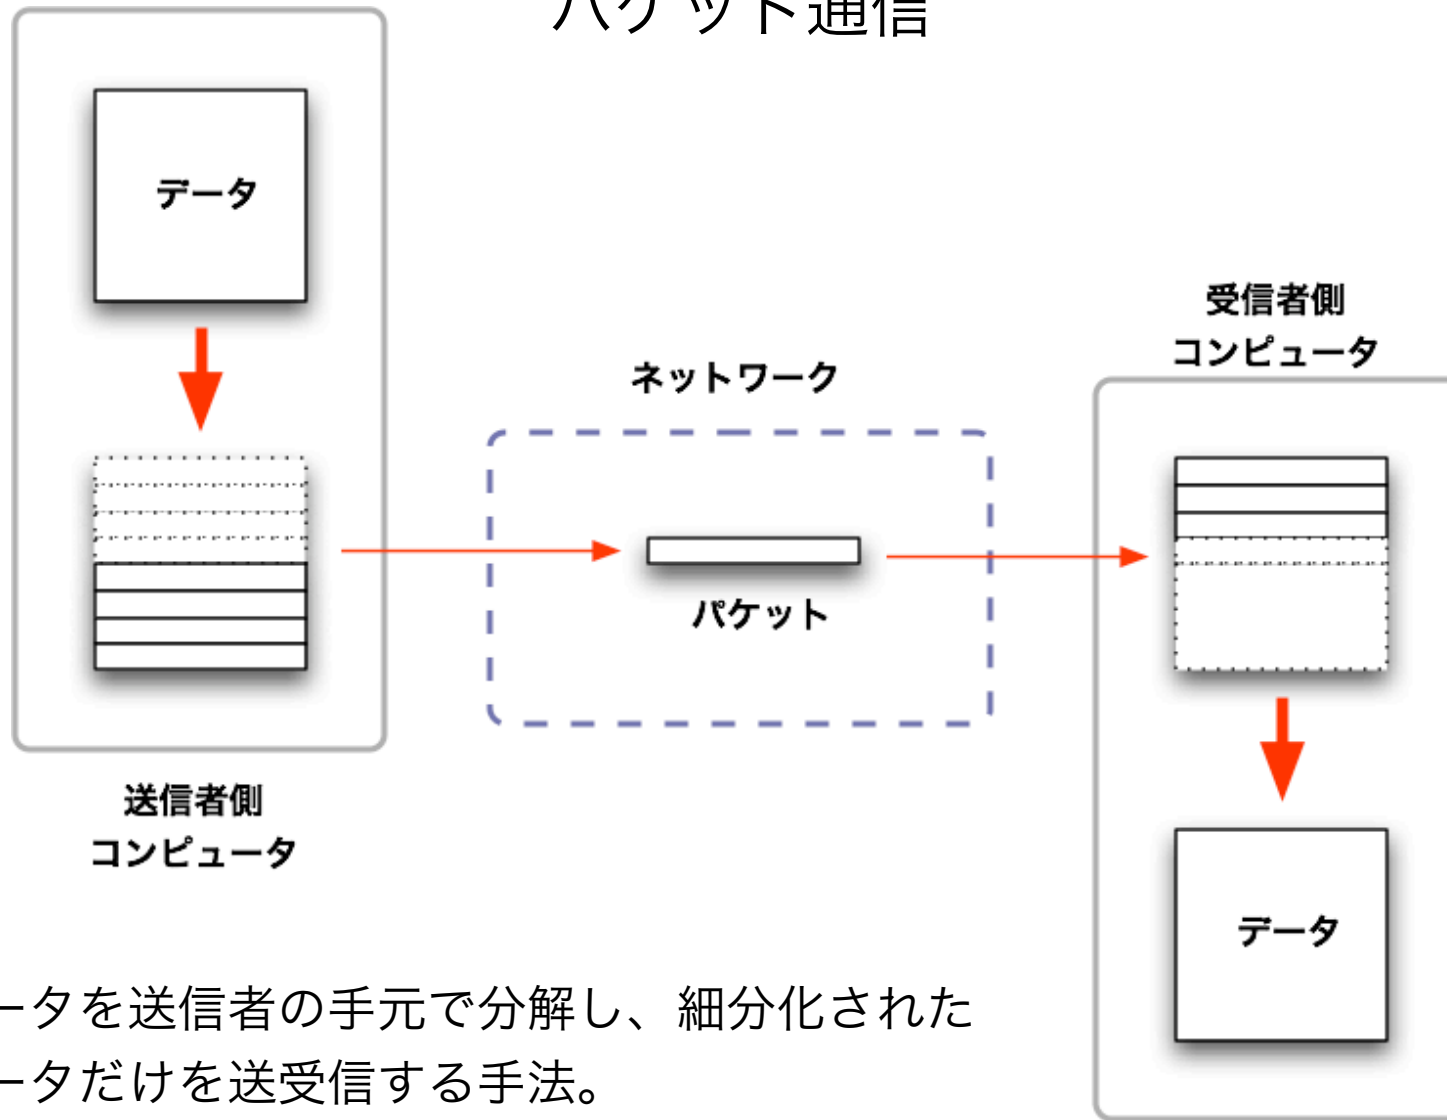 パケット通信
データ
受信者側
コンピュータ
ネットワーク
パケット
送信者側
コンピュータ
データ
ータを送信者の手元で分解し、細分化された
ータだけを送受信する手法。